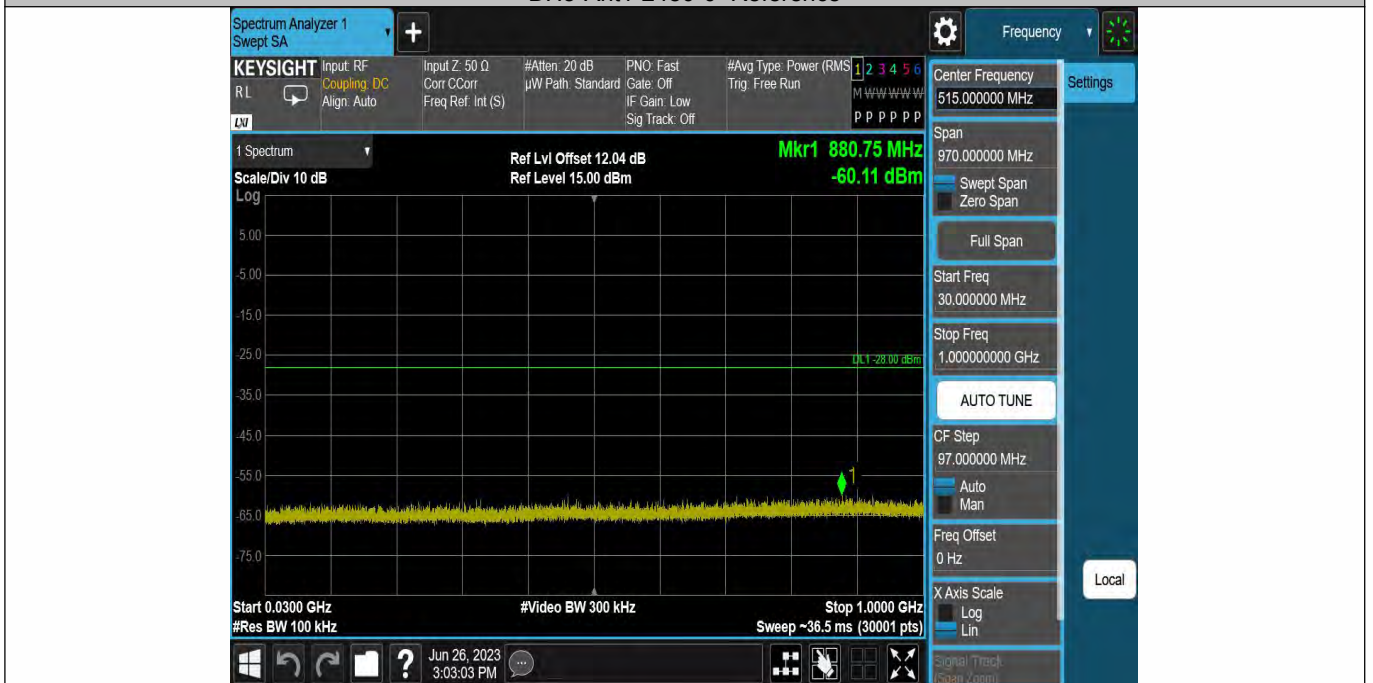 Spectrum Analyzer 1
Swept SA
+
Frequency
KEYSIGHT
RL
LXI
Input: RF
Coupling: DC
Align: Auto
Input Z: 50 Ω
Corr CCorr
Freq Ref: Int (S)
#Atten: 20 dB
µW Path: Standard
PNO: Fast
Gate: Off
IF Gain: Low
Sig Track: Off
#Avg Type: Power (RMS
Trig: Free Run
1 2 3 4 5 6
M W W W W W
P P P P P P
1 Spectrum
Scale/Div 10 dB
Log
Ref Lvl Offset 12.04 dB
Ref Level 15.00 dBm
Mkr1 880.75 MHz
-60.11 dBm
5.00
-5.00
-15.0
-25.0
DL1 -28.00 dBm
-35.0
-45.0
-55.0
1
-65.0
-75.0
Start 0.0300 GHz
#Res BW 100 kHz
#Video BW 300 kHz
Stop 1.0000 GHz
Sweep ~36.5 ms (30001 pts)
?
Jun 26, 2023
3:03:03 PM
Center Frequency
515.000000 MHz
Settings
Span
970.000000 MHz
Swept Span
Zero Span
Full Span
Start Freq
30.000000 MHz
Stop Freq
1.000000000 GHz
AUTO TUNE
CF Step
97.000000 MHz
Auto
Man
Freq Offset
0 Hz
X Axis Scale
Log
Lin
Local
Signal Track
(Span Zoom)